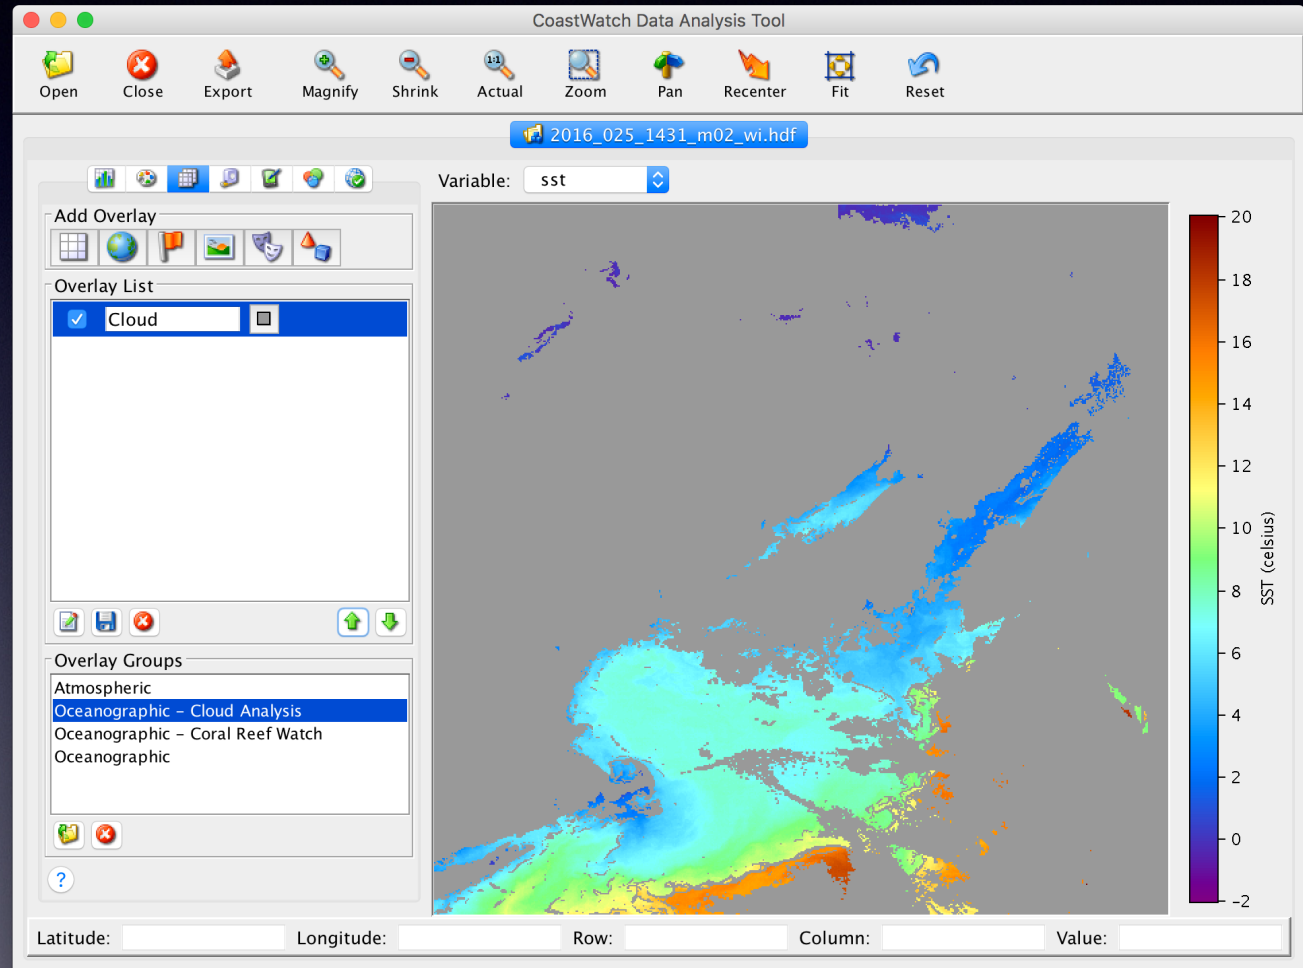 CoastWatch Data Analysis Tool
Open Close Export Magnify Shrink 1:1 Actual Zoom Pan Recenter Fit Reset
2016_025_1431_m02_wi.hdf
Variable: sst
Add Overlay
Overlay List
Cloud
Overlay Groups
Atmospheric
Oceanographic – Cloud Analysis
Oceanographic – Coral Reef Watch
Oceanographic
?
20
18
16
14
12
10
8
6
4
2
0
-2
SST (celsius)
Latitude: Longitude: Row: Column: Value: